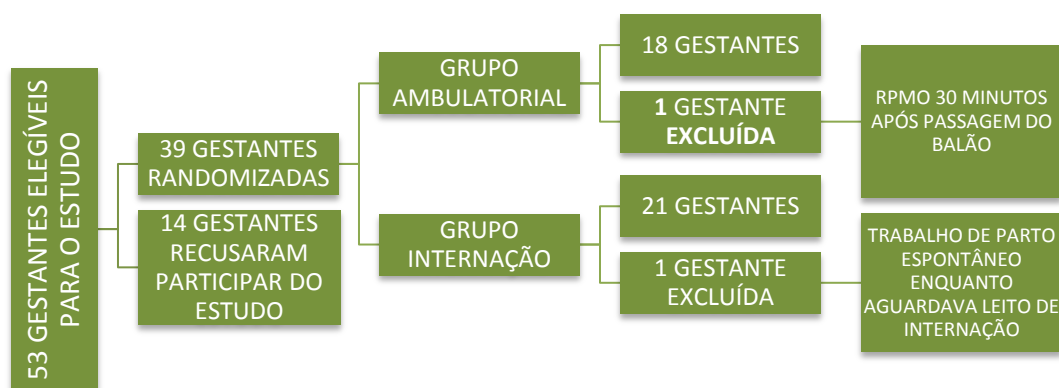 53 GESTANTES ELEGÍVEIS
PARA O ESTUDO
39 GESTANTES
RANDOMIZADAS
14 GESTANTES
RECUSARAM
PARTICIPAR DO
ESTUDO
GRUPO
AMBULATORIAL
18 GESTANTES
1 GESTANTE
EXCLUÍDA
RPMO 30 MINUTOS
APÓS PASSAGEM DO
BALÃO
GRUPO
INTERNAÇÃO
21 GESTANTES
1 GESTANTE
EXCLUÍDA
TRABALHO DE PARTO
ESPONTÂNEO
ENQUANTO
AGUARDAVA LEITO DE
INTERNAÇÃO